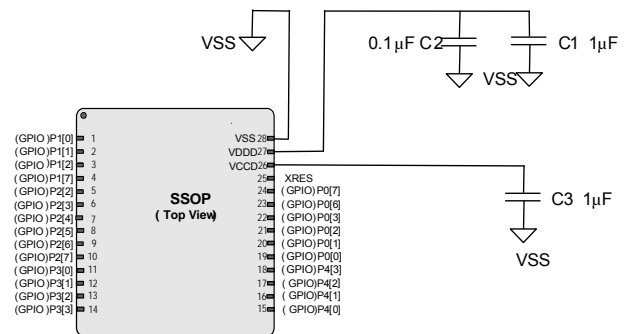 VSS
0.1 µF C2
C1 1µF
VSS
(GPIO )P1[0] 1
(GPIO )P1[1] 2
(GPIO )P1[2] 3
(GPIO )P1[7] 4
(GPIO )P2[2] 5
(GPIO )P2[3] 6
(GPIO )P2[4] 7
(GPIO )P2[5] 8
(GPIO )P2[6] 9
(GPIO)P2[7] 10
(GPIO )P3[0] 11
(GPIO )P3[1] 12
(GPIO )P3[2] 13
(GPIO )P3[3] 14
SSOP
( Top View)
VSS 28
VDDD 27
VCCD 26
25 XRES
24 (GPIO) P0[7]
23 (GPIO) P0[6]
22 (GPIO) P0[3]
21 (GPIO) P0[2]
20 (GPIO) P0[1]
19 (GPIO) P0[0]
18 (GPIO) P4[3]
17 ( GPIO)P4[2]
16 ( GPIO)P4[1]
15 ( GPIO)P4[0]
C3 1µF
VSS